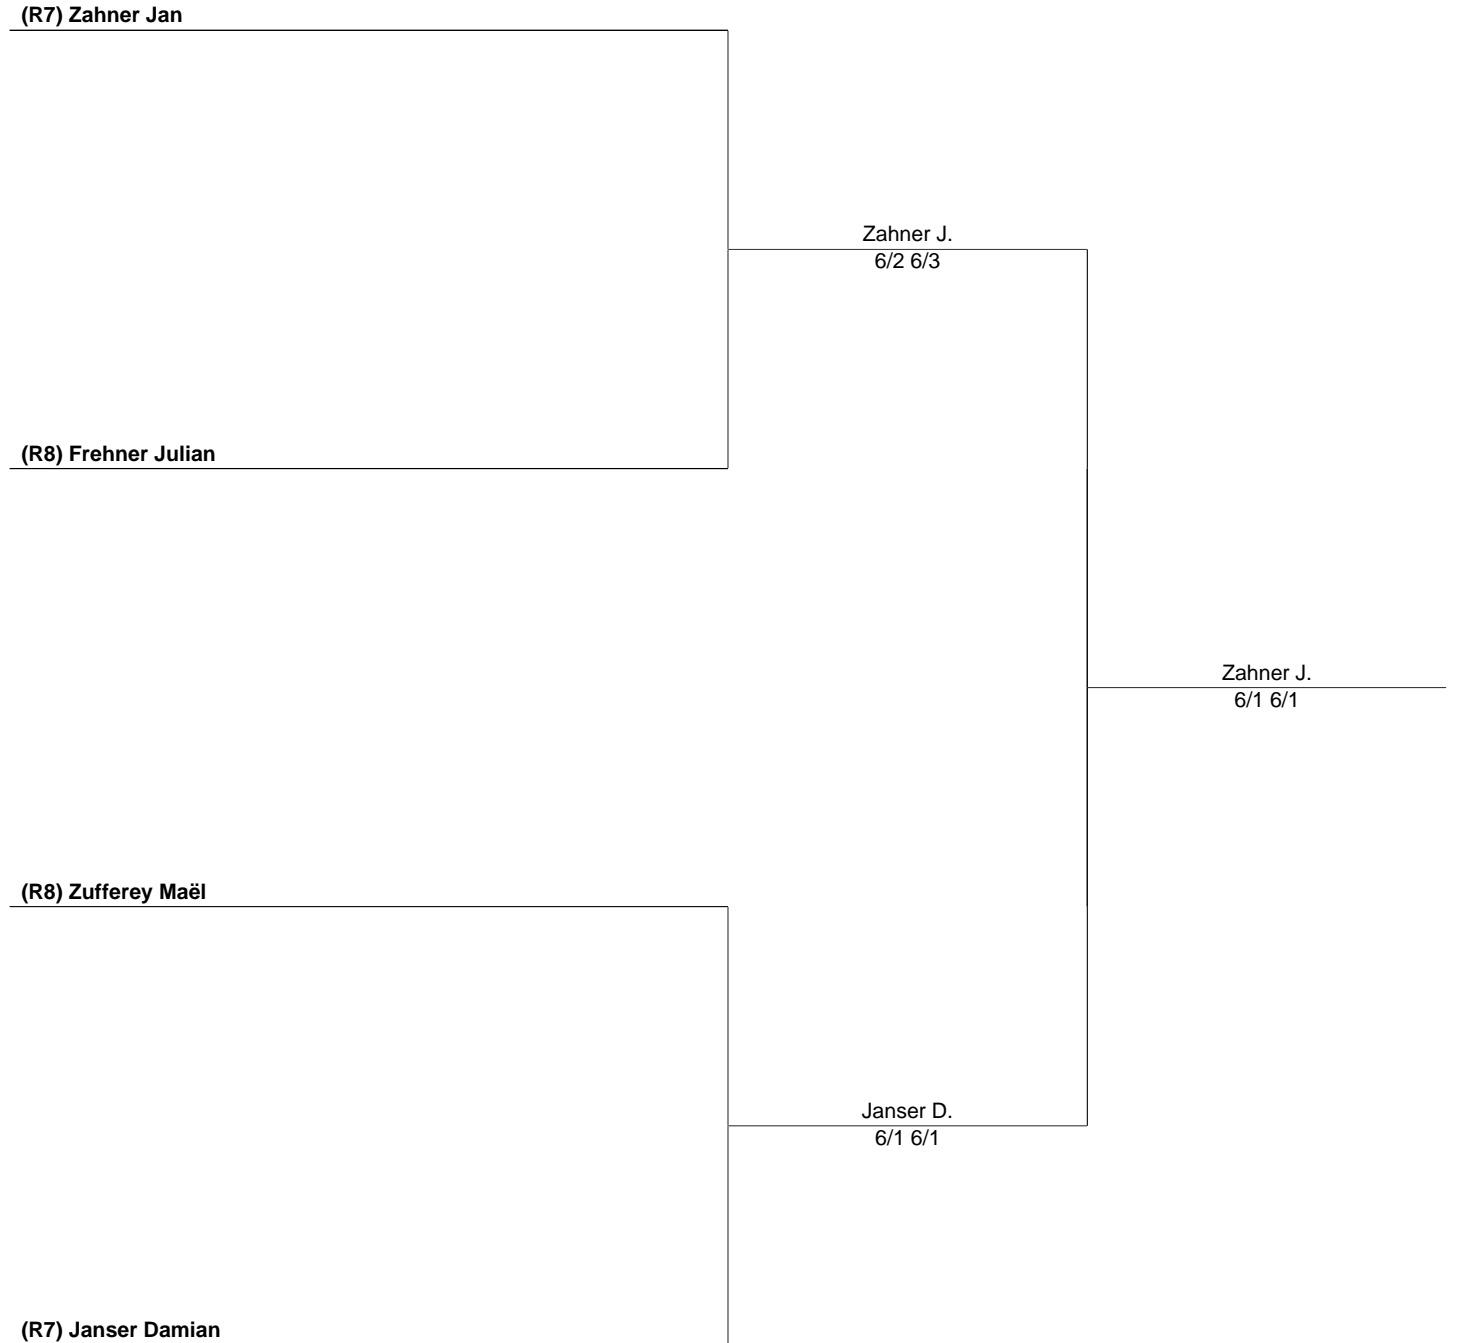 (R7) Zahner Jan
Zahner J.
6/2 6/3
(R8) Frehner Julian
Zahner J.
6/1 6/1
(R8) Zufferey Maël
Janser D.
6/1 6/1
(R7) Janser Damian